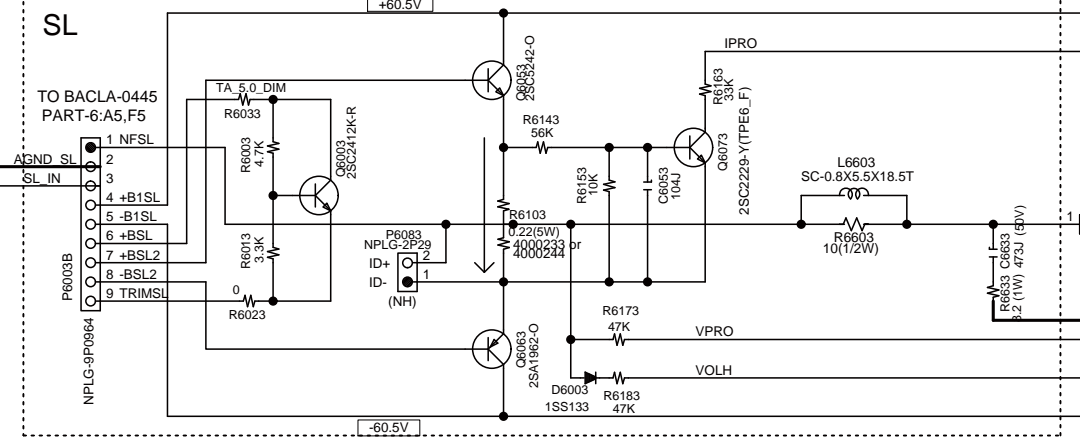 +60.5V
SL
IPRO
Q6053
2SC5242-O
R6163
33K
TA_5.0_DIM
TO BACLA-0445
PART-6:A5,F5
R6033
R6143
56K
Q6073
2SC2229-Y(TPE6_F)
1 NFSL
AGND_SL 2
SL_IN 3
4 +B1SL
5 -B1SL
6 +BSL
7 +BSL2
8 -BSL2
9 TRIMSL
P6003B
NPLG-9P0964
R6003
4.7K
Q6003
2SC2412K-R
R6153
10K
C6053
104J
L6603
SC-0.8X5.5X18.5T
R6103
0.22(5W)
4000233 or
4000244
R6603
10(1/2W)
1
C6633
473J (50V)
R6633
8.2 (1W)
R6013
3.3K
P6083
NPLG-2P29
ID+ 2
ID- 1
(NH)
0
R6023
Q6063
2SA1962-O
R6173
47K
VPRO
VOLH
D6003
1SS133
R6183
47K
-60.5V